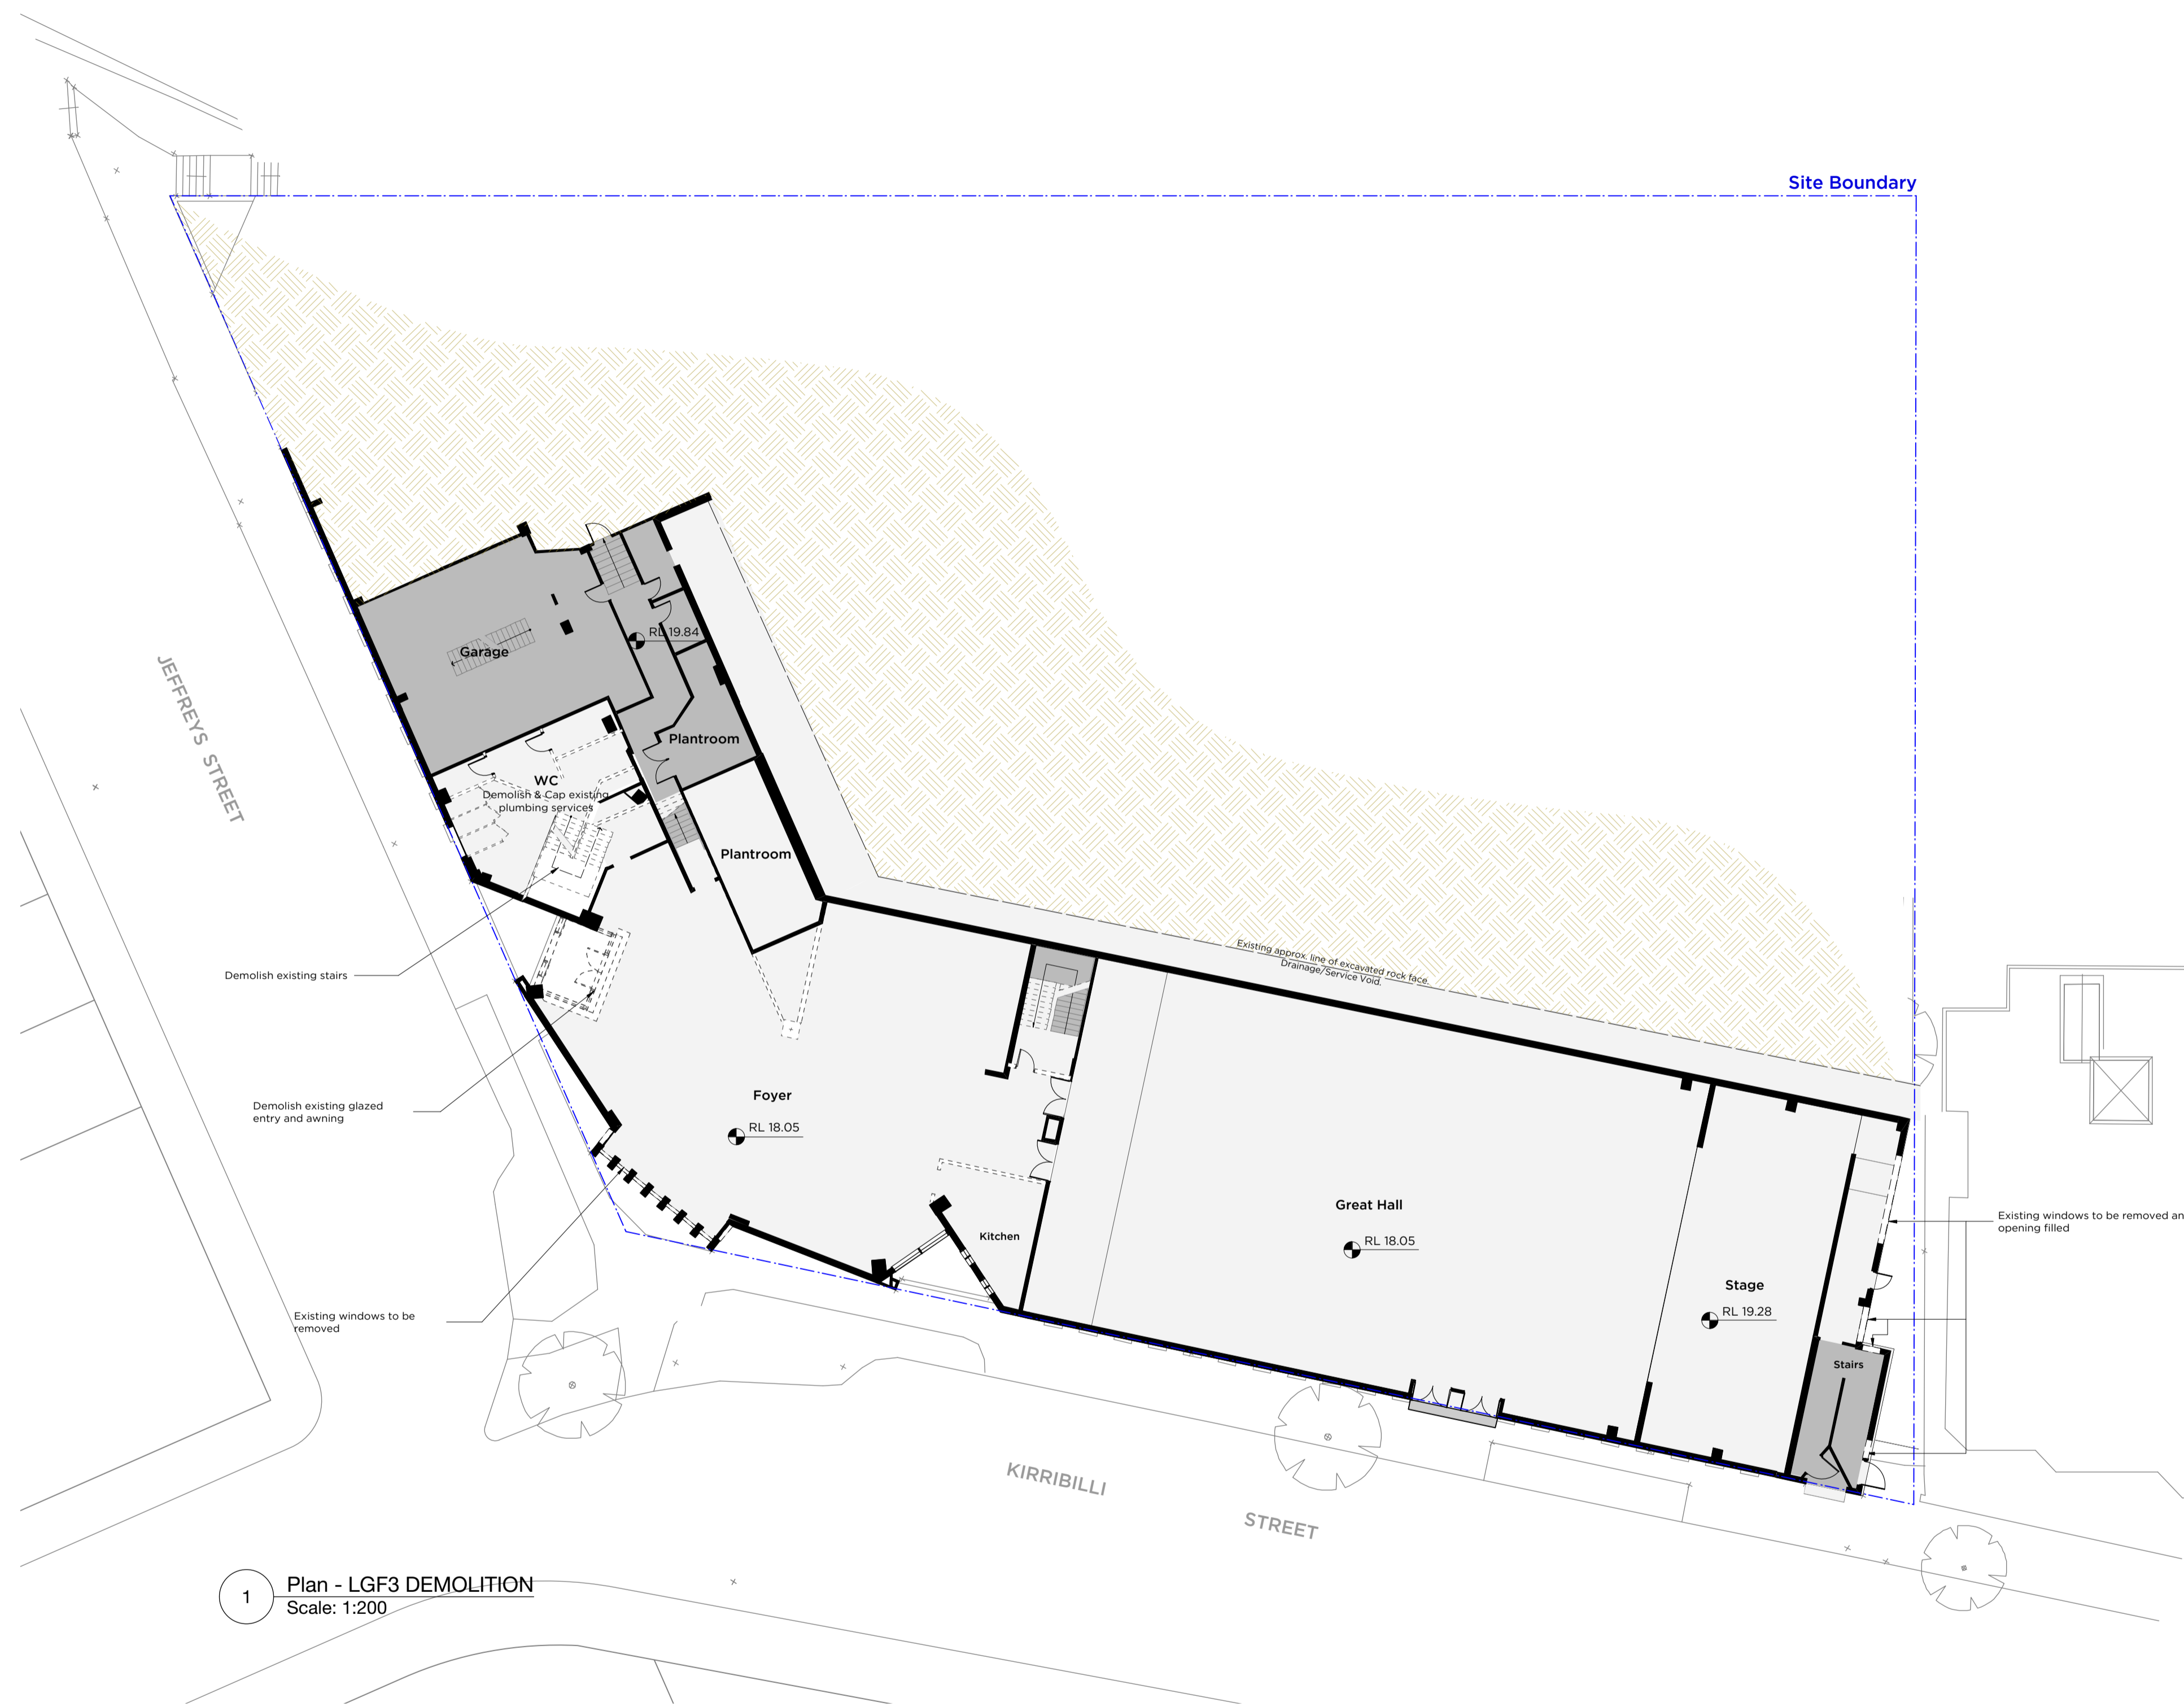 Site Boundary
JEFFREYS STREET
Garage
RL 19.84
Plantroom
WC
Demolish & Cap existing
plumbing services
Plantroom
Existing approx. line of excavated rock face.
Drainage/Service Void.
Demolish existing stairs
Demolish existing glazed
entry and awning
Foyer
RL 18.05
Great Hall
RL 18.05
Kitchen
Existing windows to be removed an
opening filled
Stage
RL 19.28
Stairs
Existing windows to be
removed
KIRRIBILLI
STREET
1
Plan - LGF3 DEMOLITION
Scale: 1:200